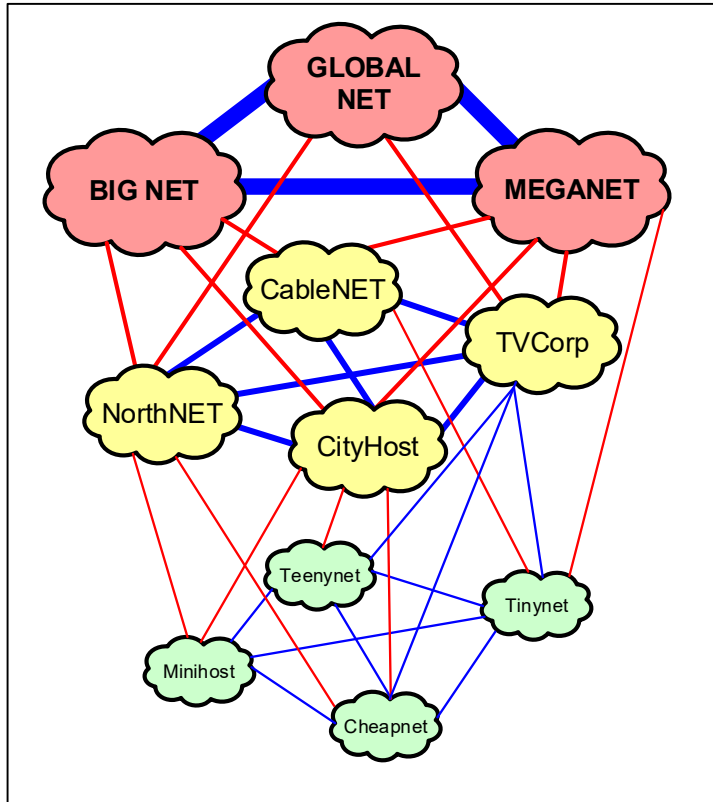 GLOBAL
NET
BIG NET
MEGANET
CableNET
TVCorp
NorthNET
CityHost
Teenynet
Tinynet
Minihost
Cheapnet